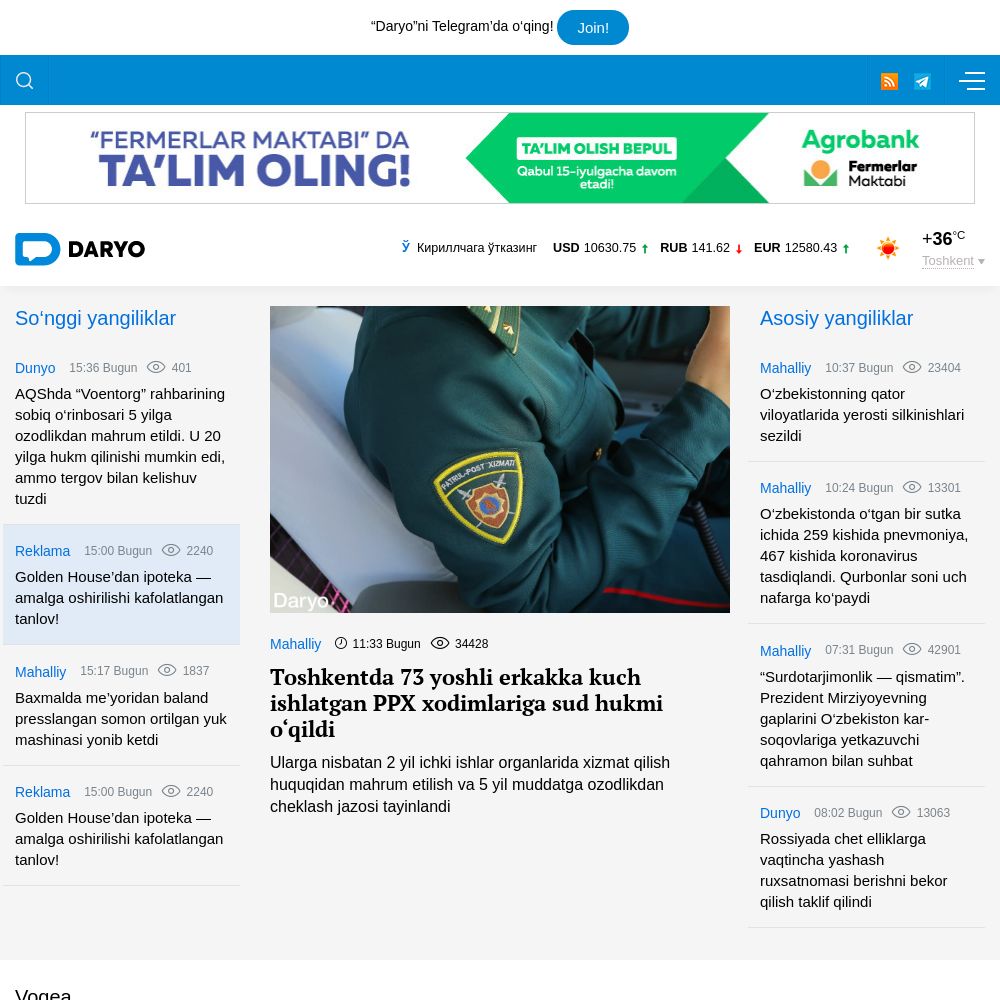 “Daryo”ni Telegram’da o‘qing! Join!
“FERMERLAR MAKTABI” DA
TA’LIM OLING!
TA’LIM OLISH BEPUL
Qabul 15-iyulgacha davom
etadi!
Agrobank
Fermerlar
Maktabi
DARYO
Ў Кириллчага ўтказинг USD 10630.75 RUB 141.62 EUR 12580.43
+36°C
Toshkent
So‘nggi yangiliklar
Dunyo 15:36 Bugun 401
AQShda “Voentorg” rahbarining
sobiq o‘rinbosari 5 yilga
ozodlikdan mahrum etildi. U 20
yilga hukm qilinishi mumkin edi,
ammo tergov bilan kelishuv
tuzdi
Reklama 15:00 Bugun 2240
Golden House’dan ipoteka —
amalga oshirilishi kafolatlangan
tanlov!
Mahalliy 15:17 Bugun 1837
Baxmalda me’yoridan baland
presslangan somon ortilgan yuk
mashinasi yonib ketdi
Reklama 15:00 Bugun 2240
Golden House’dan ipoteka —
amalga oshirilishi kafolatlangan
tanlov!
PATRUL-POST XIZMATI
Daryo
Mahalliy 11:33 Bugun 34428
Toshkentda 73 yoshli erkakka kuch
ishlatgan PPX xodimlariga sud hukmi
o‘qildi
Ularga nisbatan 2 yil ichki ishlar organlarida xizmat qilish
huquqidan mahrum etilish va 5 yil muddatga ozodlikdan
cheklash jazosi tayinlandi
Asosiy yangiliklar
Mahalliy 10:37 Bugun 23404
O‘zbekistonning qator
viloyatlarida yerosti silkinishlari
sezildi
Mahalliy 10:24 Bugun 13301
O‘zbekistonda o‘tgan bir sutka
ichida 259 kishida pnevmoniya,
467 kishida koronavirus
tasdiqlandi. Qurbonlar soni uch
nafarga ko‘paydi
Mahalliy 07:31 Bugun 42901
“Surdotarjimonlik — qismatim”.
Prezident Mirziyoyevning
gaplarini O‘zbekiston kar-
soqovlariga yetkazuvchi
qahramon bilan suhbat
Dunyo 08:02 Bugun 13063
Rossiyada chet elliklarga
vaqtincha yashash
ruxsatnomasi berishni bekor
qilish taklif qilindi
Voqea